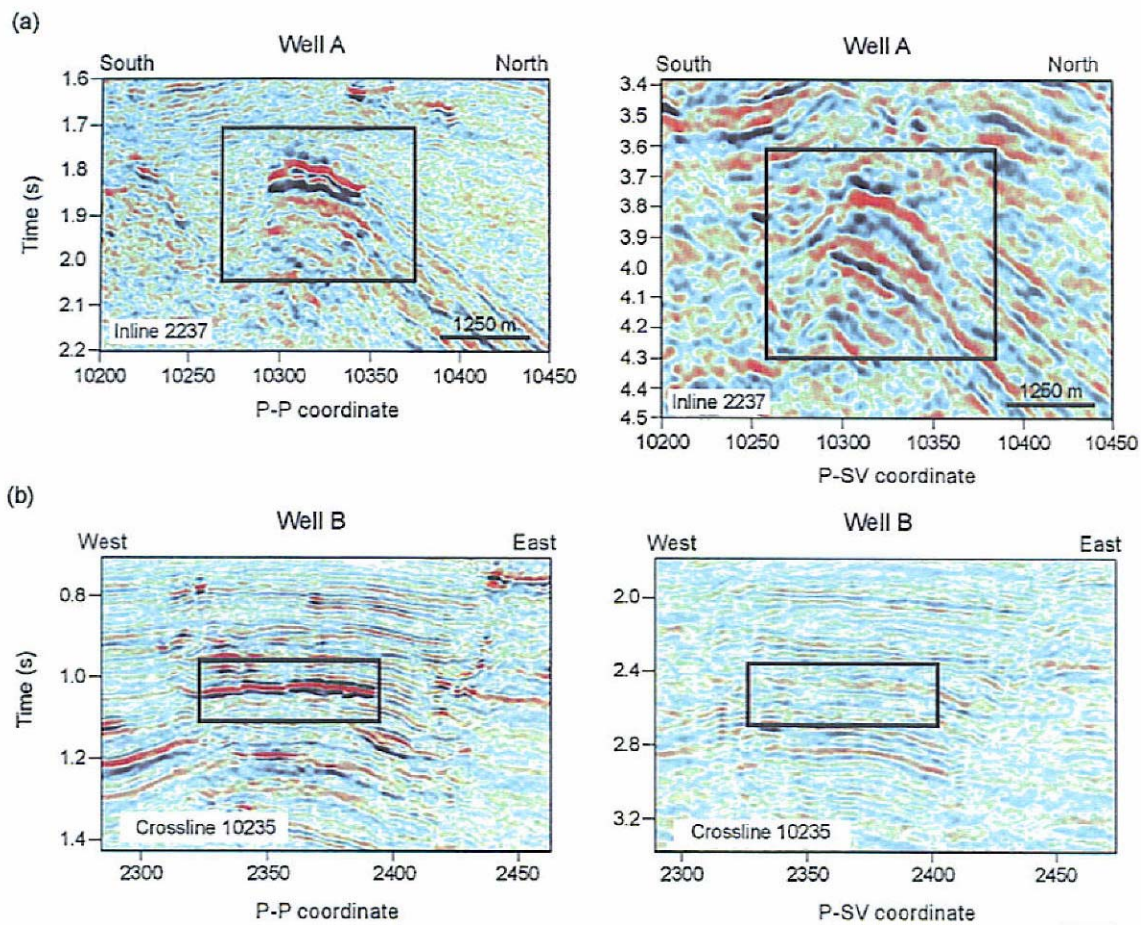 (a)
Well A
South North
1.6
1.7
1.8
1.9
2.0
2.1
2.2
Time (s)
Inline 2237
1250 m
10200 10250 10300 10350 10400 10450
P-P coordinate
Well A
South North
3.4
3.5
3.6
3.7
3.8
3.9
4.0
4.1
4.2
4.3
4.4
4.5
Inline 2237
1250 m
10200 10250 10300 10350 10400 10450
P-SV coordinate
(b)
Well B
West East
0.8
1.0
1.2
1.4
Time (s)
Crossline 10235
2300 2350 2400 2450
P-P coordinate
Well B
West East
2.0
2.4
2.8
3.2
Crossline 10235
2300 2350 2400 2450
P-SV coordinate